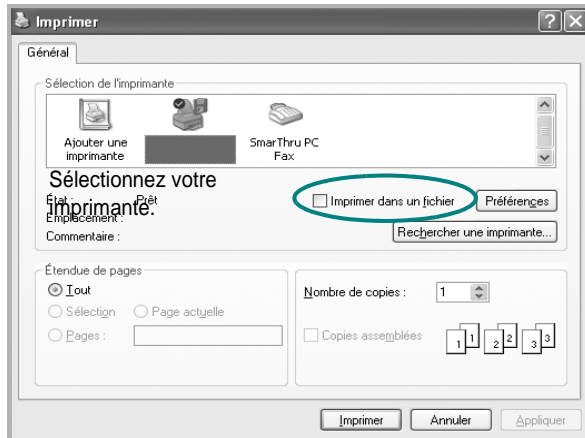 Imprimer
Général
Sélection de l'imprimante
Ajouter une
imprimante
SmarThru PC
Fax
Sélectionnez votre
imprimante.
État : Prêt
Emplacement :
Commentaire :
Imprimer dans un fichier
Préférences
Rechercher une imprimante...
Étendue de pages
Tout
Sélection
Page actuelle
Pages :
Nombre de copies : 1
Copies assemblées
1 1 2 2 3 3
Imprimer
Annuler
Appliquer